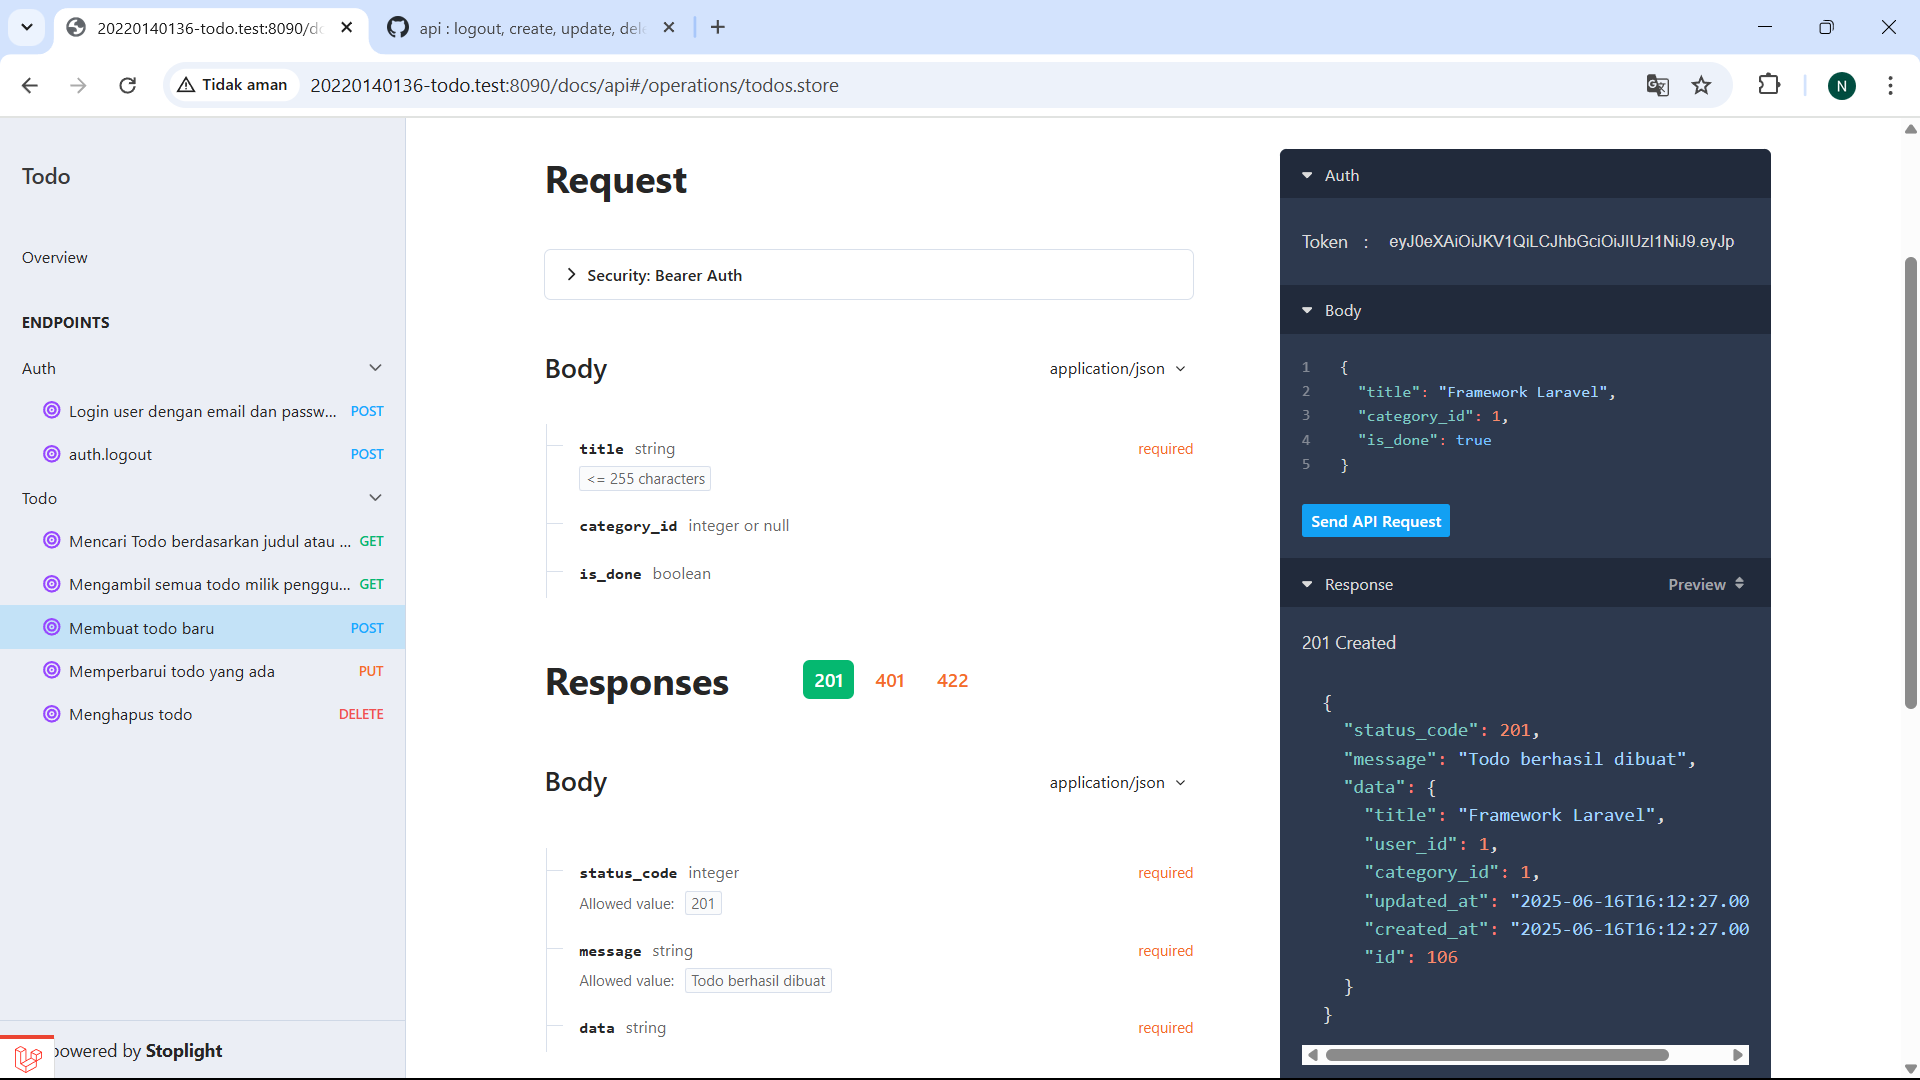 20220140136-todo.test:8090/do
api : logout, create, update, dele
Tidak aman
20220140136-todo.test:8090/docs/api#/operations/todos.store
N
Todo
Overview
ENDPOINTS
Auth
Login user dengan email dan passw... POST
auth.logout POST
Todo
Mencari Todo berdasarkan judul atau ... GET
Mengambil semua todo milik penggu... GET
Membuat todo baru POST
Memperbarui todo yang ada PUT
Menghapus todo DELETE
powered by Stoplight
Request
Security: Bearer Auth
Body application/json
title string required
<= 255 characters
category_id integer or null
is_done boolean
Responses 201 401 422
Body application/json
status_code integer required
Allowed value: 201
message string required
Allowed value: Todo berhasil dibuat
data string required
Auth
Token : eyJ0eXAiOiJKV1QiLCJhbGciOiJIUzI1NiJ9.eyJp
Body
1 {
2 "title": "Framework Laravel",
3 "category_id": 1,
4 "is_done": true
5 }
Send API Request
Response Preview
201 Created
{
"status_code": 201,
"message": "Todo berhasil dibuat",
"data": {
"title": "Framework Laravel",
"user_id": 1,
"category_id": 1,
"updated_at": "2025-06-16T16:12:27.00
"created_at": "2025-06-16T16:12:27.00
"id": 106
}
}